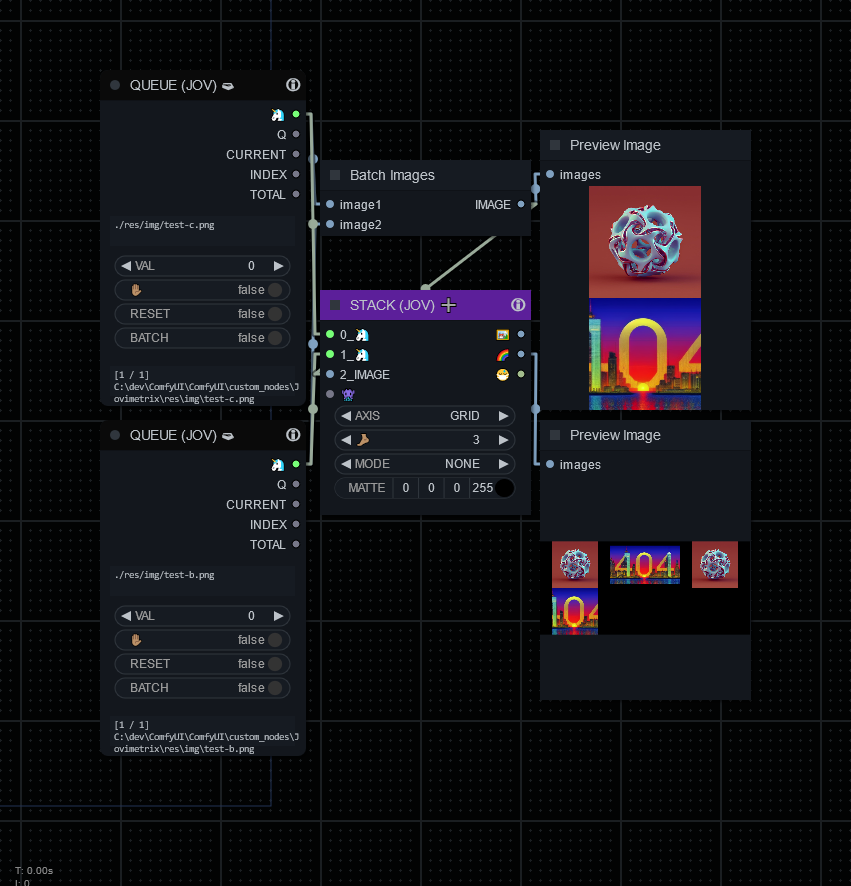 QUEUE (JOV)
Q
CURRENT
INDEX
TOTAL
./res/img/test-c.png
VAL 0
false
RESET false
BATCH false
[1 / 1]
C:\dev\ComfyUI\ComfyUI\custom_nodes\J
ovimetrix\res\img\test-c.png
QUEUE (JOV)
Q
CURRENT
INDEX
TOTAL
./res/img/test-b.png
VAL 0
false
RESET false
BATCH false
[1 / 1]
C:\dev\ComfyUI\ComfyUI\custom_nodes\J
ovimetrix\res\img\test-b.png
Batch Images
image1 IMAGE
image2
STACK (JOV)
0_
1_
2_IMAGE
AXIS GRID
3
MODE NONE
MATTE 0 0 0 255
Preview Image
images
104
Preview Image
images
404
104
T: 0.00s
I: 0